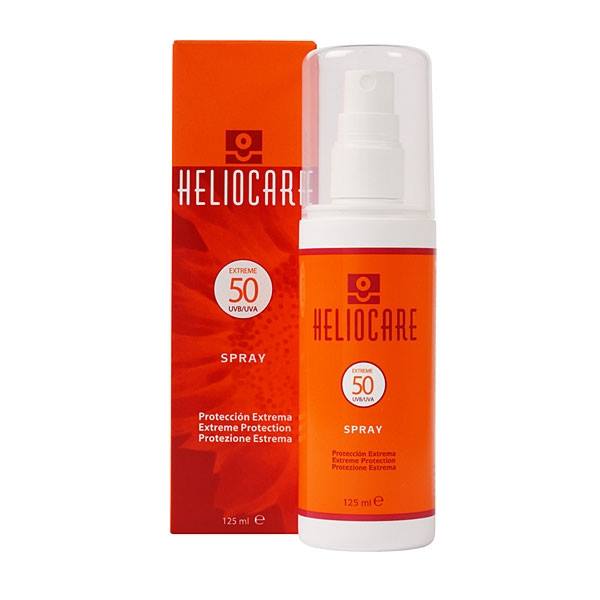 HELIOCARE
EXTREME
50
UVB/UVA
SPRAY
Protección Extrema
Extreme Protection
Protezione Estrema
125 ml ℮
HELIOCARE
EXTREME
50
UVB/UVA
SPRAY
Protección Extrema
Extreme Protection
Protezione Estrema
125 ml ℮